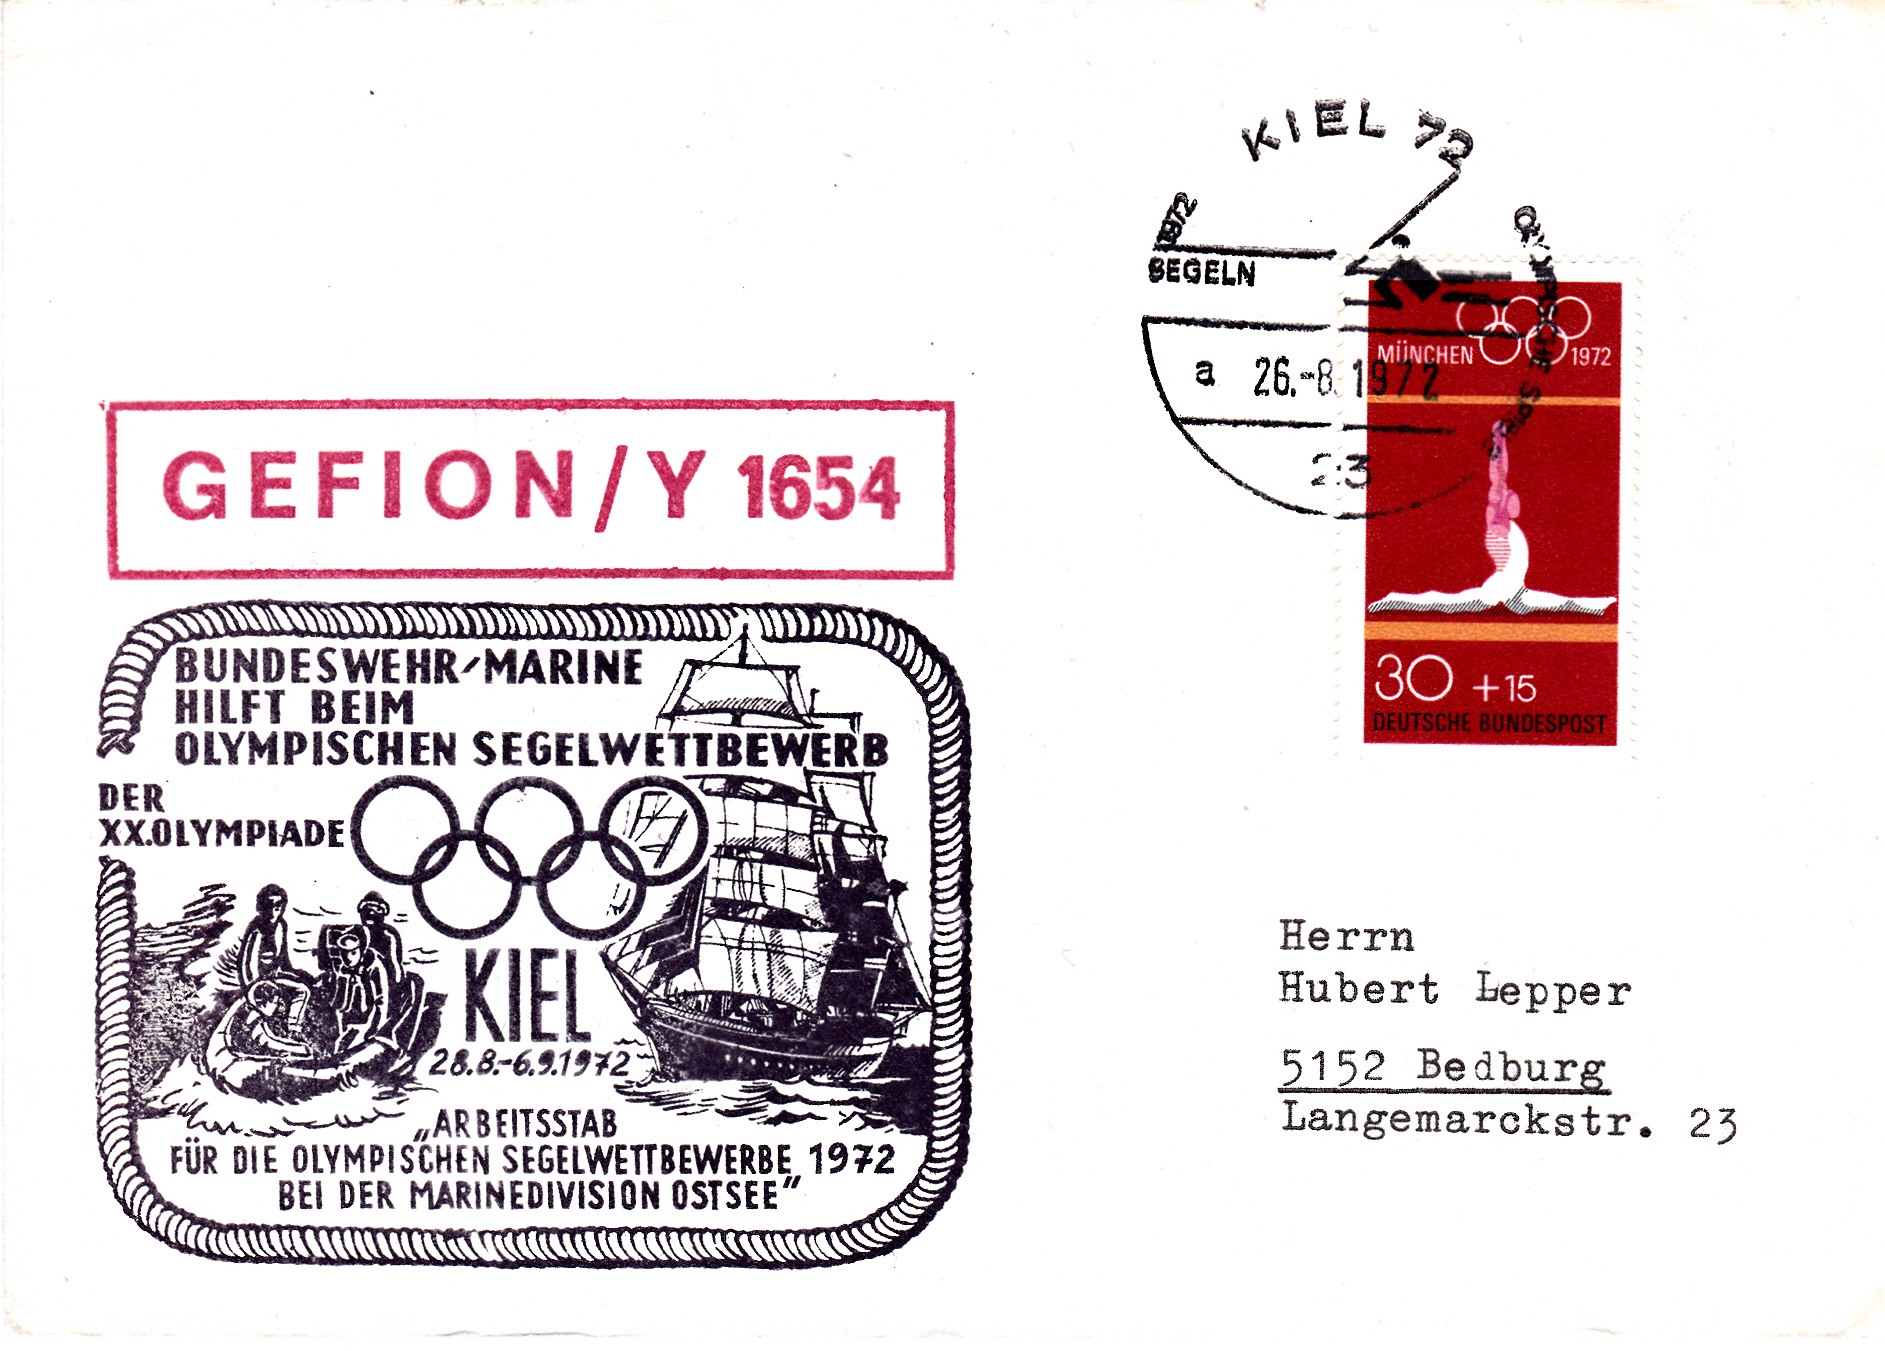 KIEL 72
OLYMPISCHE SPIELE
1972
SEGELN
a 26.-8.1972
23
MÜNCHEN 1972
30 +15
DEUTSCHE BUNDESPOST
GEFION/Y 1654
BUNDESWEHR-MARINE
HILFT BEIM
OLYMPISCHEN SEGELWETTBEWERB
DER
XX.OLYMPIADE
KIEL
28.8.-6.9.1972
„ARBEITSSTAB
FÜR DIE OLYMPISCHEN SEGELWETTBEWERBE 1972
BEI DER MARINEDIVISION OSTSEE"
Herrn
Hubert Lepper
5152 Bedburg
Langemarckstr. 23